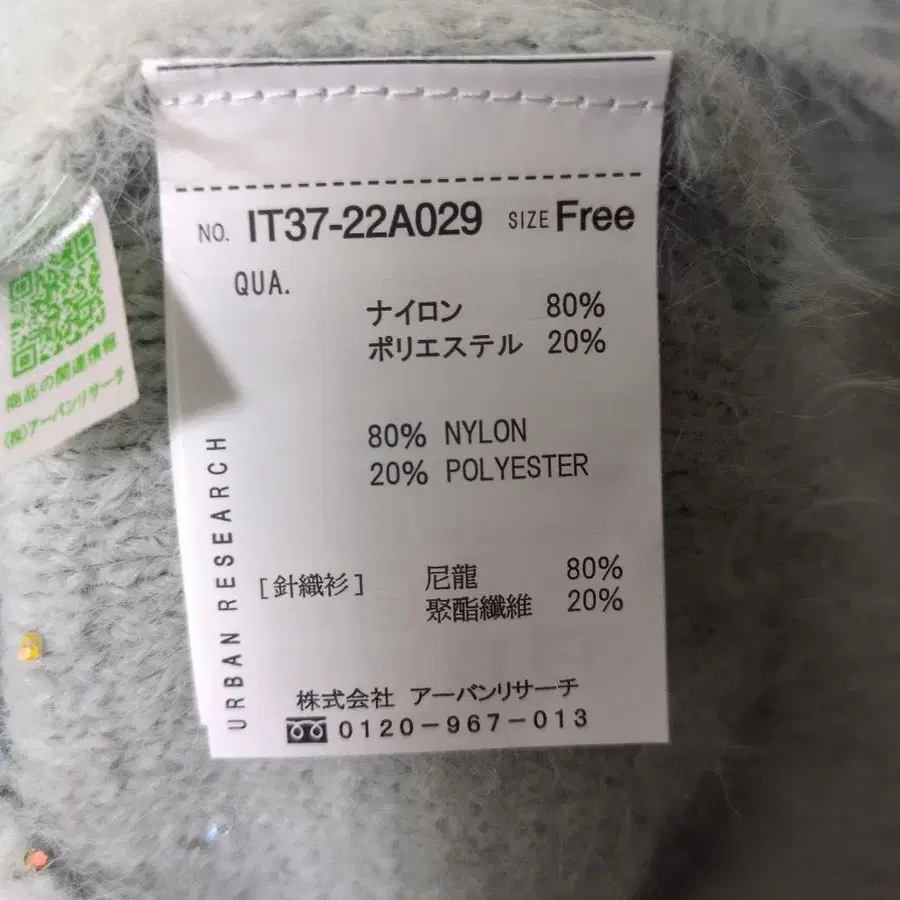 NO. IT37-22A029 SIZE Free
QUA.
ナイロン 80%
ポリエステル 20%
80% NYLON
20% POLYESTER
[針織衫] 尼龍 80%
聚酯纖維 20%
URBAN RESEARCH
株式会社 アーバンリサーチ
0120-967-013
商品の関連情報
(株)アーバンリサーチ